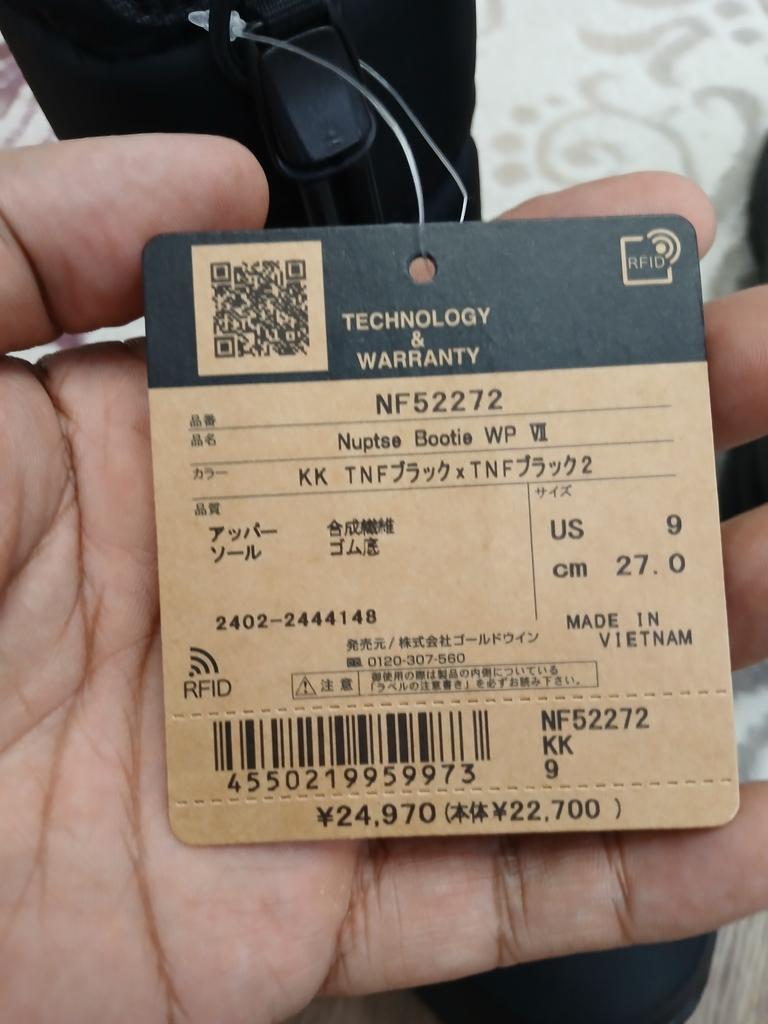 RFID
TECHNOLOGY
&
WARRANTY
品番 NF52272
品名 Nuptse Bootie WP Ⅶ
カラー KK TNFブラックxTNFブラック2
品質
サイズ
アッパー 合成繊維
ソール ゴム底
US 9
cm 27.0
2402-2444148
MADE IN
VIETNAM
発売元/株式会社ゴールドウイン
0120-307-560
RFID
注意
御使用の際は製品の内側についている
「ラベルの注意書き」を必ずお読み下さい。
4550219959973
NF52272
KK
9
¥24,970(本体¥22,700 )